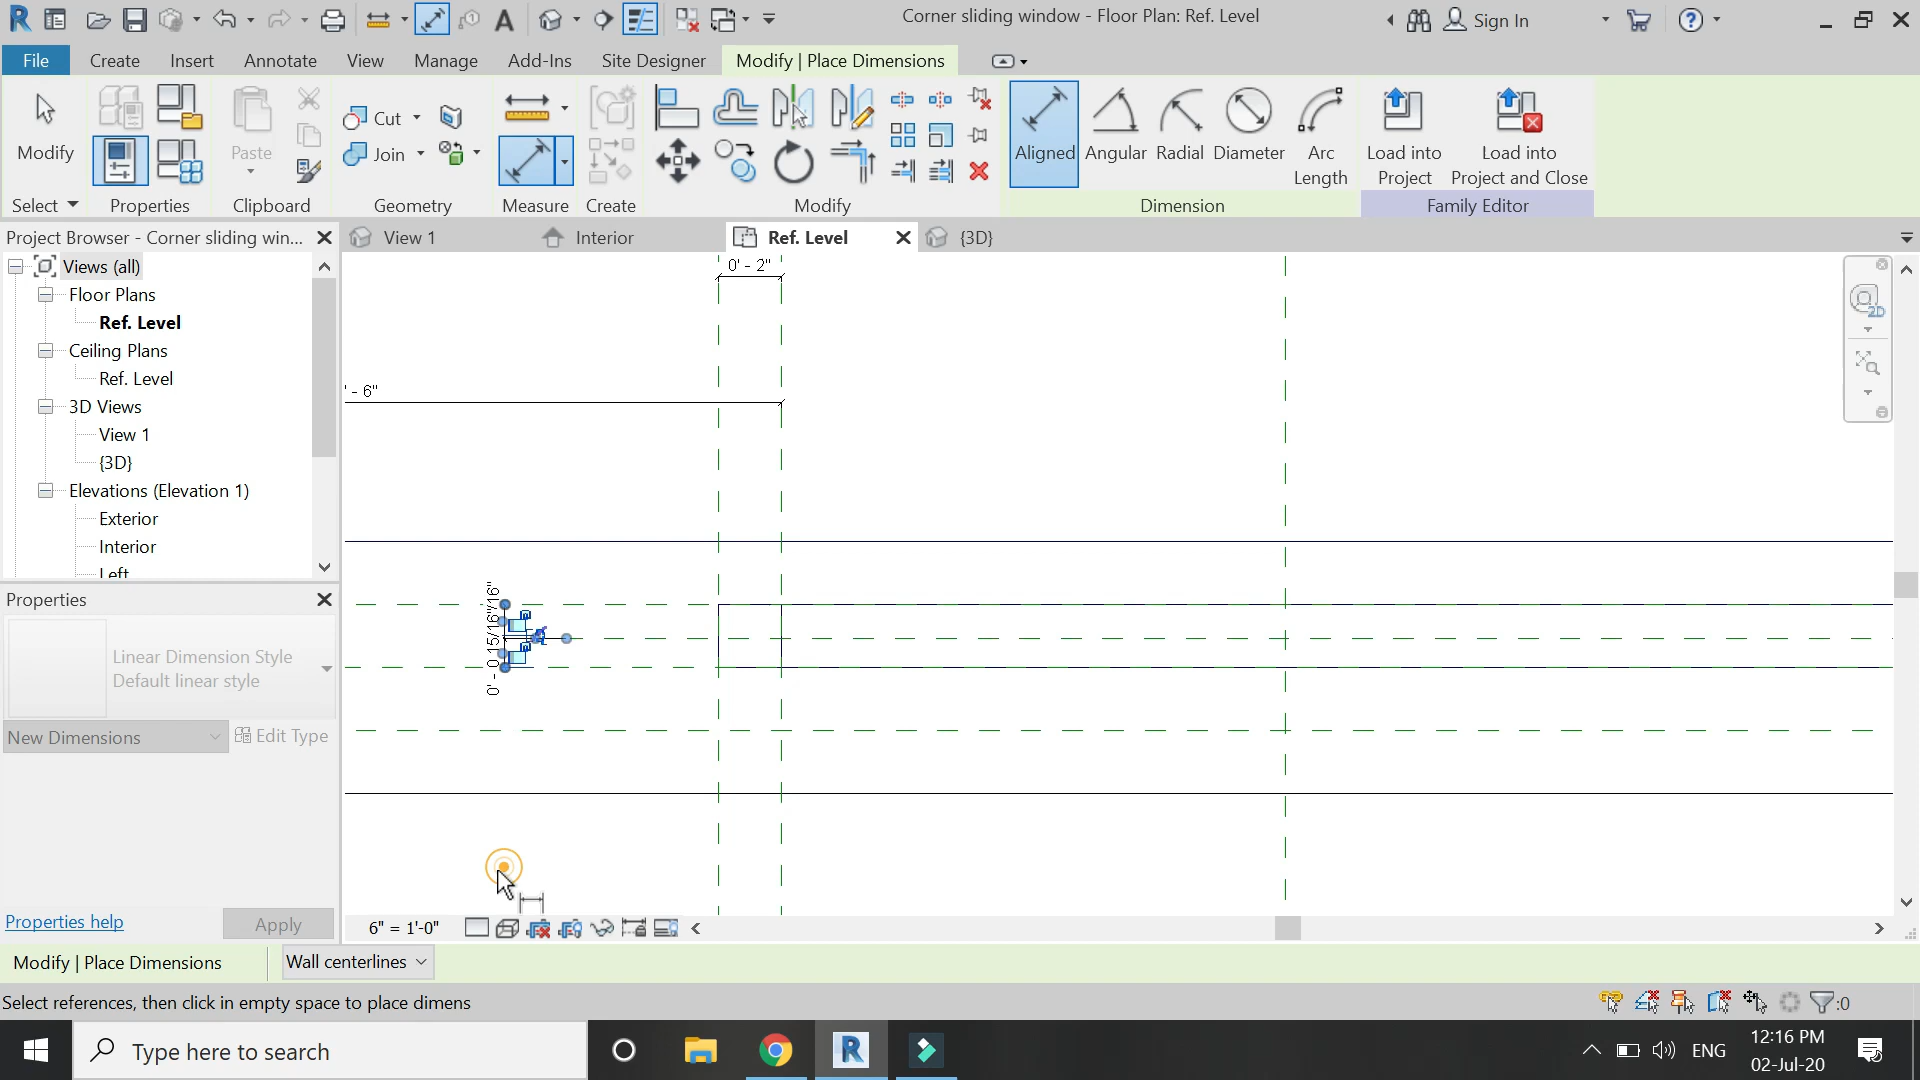 Corner sliding window - Floor Plan: Ref. Level
Sign In
File
Create
Insert
Annotate
View
Manage
Add-Ins
Site Designer
Modify | Place Dimensions
Modify
Paste
Cut
Join
Aligned
Angular
Radial
Diameter
Arc
Length
Load into
Project
Load into
Project and Close
Select
Properties
Clipboard
Geometry
Measure
Create
Modify
Dimension
Family Editor
Project Browser - Corner sliding win...
View 1
Interior
Ref. Level
{3D}
Views (all)
Floor Plans
Ref. Level
Ceiling Plans
Ref. Level
3D Views
View 1
{3D}
Elevations (Elevation 1)
Exterior
Interior
Left
Properties
Linear Dimension Style
Default linear style
New Dimensions
Edit Type
Properties help
Apply
0' - 2"
' - 6"
2D
6" = 1'-0"
Modify | Place Dimensions
Wall centerlines
Select references, then click in empty space to place dimens
:0
Type here to search
ENG
12:16 PM
02-Jul-20